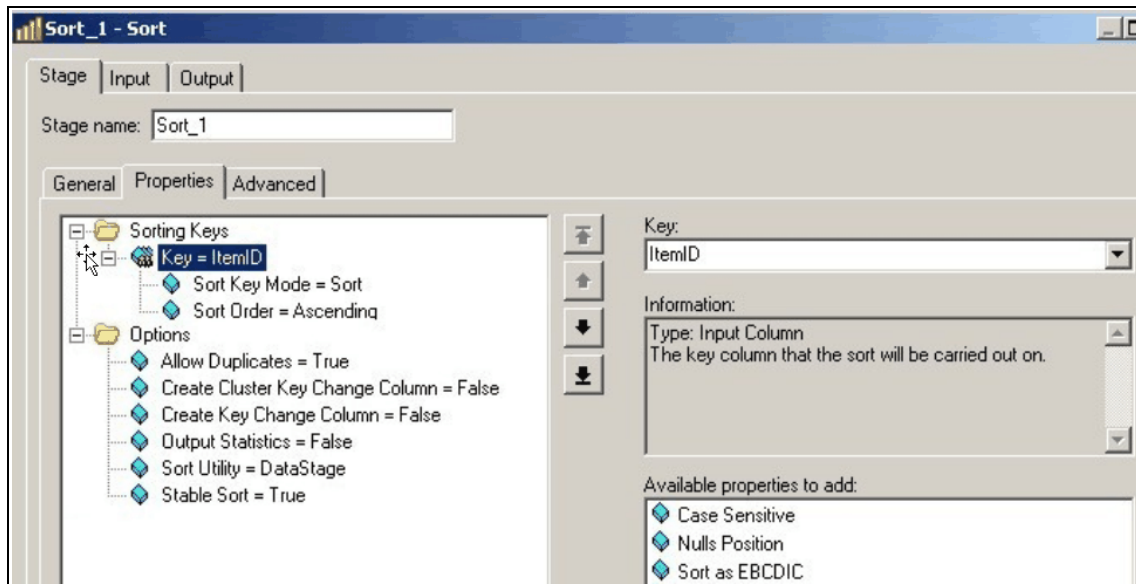 Sort_1 - Sort
Stage
Input
Output
Stage name:
Sort_1
General
Properties
Advanced
Sorting Keys
Key = ItemID
Sort Key Mode = Sort
Sort Order = Ascending
Options
Allow Duplicates = True
Create Cluster Key Change Column = False
Create Key Change Column = False
Output Statistics = False
Sort Utility = DataStage
Stable Sort = True
Key:
ItemID
Information:
Type: Input Column
The key column that the sort will be carried out on.
Available properties to add:
Case Sensitive
Nulls Position
Sort as EBCDIC